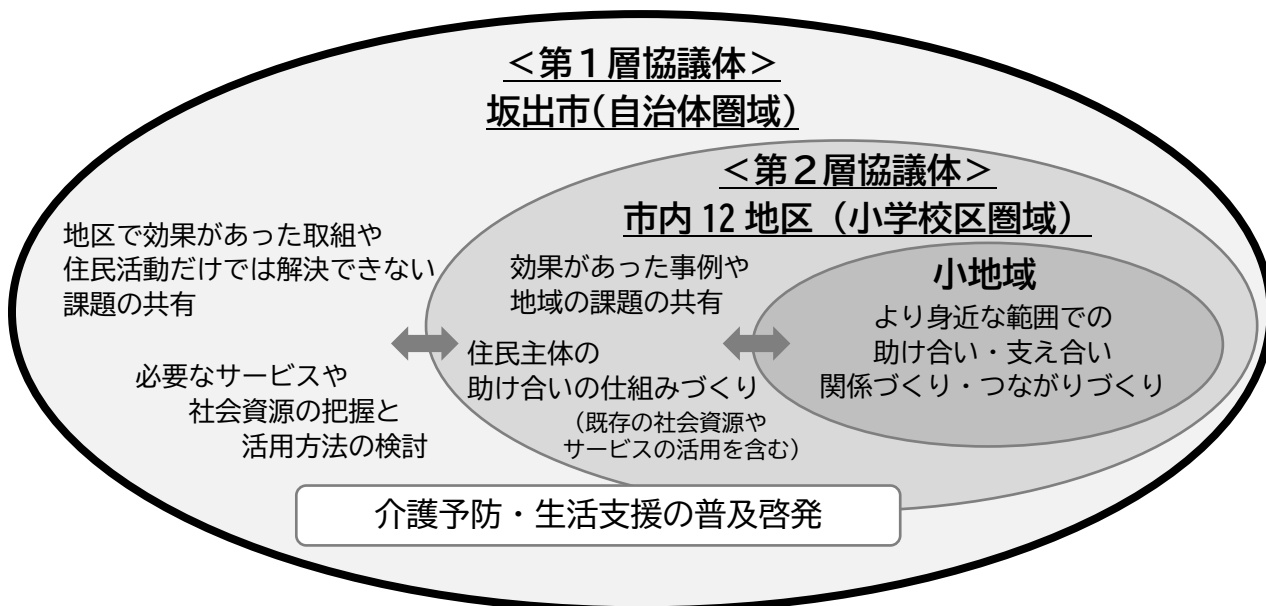 ＜第１層協議体＞
坂出市(自治体圏域)
＜第２層協議体＞
市内 12 地区（小学校区圏域）
地区で効果があった取組や
住民活動だけでは解決できない
課題の共有
必要なサービスや
社会資源の把握と
活用方法の検討
効果があった事例や
地域の課題の共有
住民主体の
助け合いの仕組みづくり
（既存の社会資源や
サービスの活用を含む）
小地域
より身近な範囲での
助け合い・支え合い
関係づくり・つながりづくり
介護予防・生活支援の普及啓発